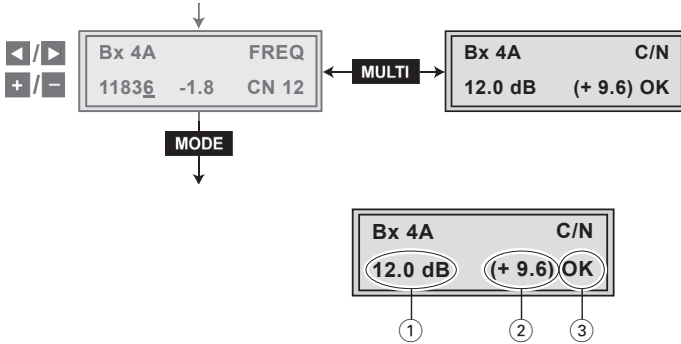 Bx 4A FREQ
11836 -1.8 CN 12
◄/►
+/−
MULTI
Bx 4A C/N
12.0 dB (+ 9.6) OK
MODE
Bx 4A C/N
12.0 dB (+ 9.6) OK
1 2 3